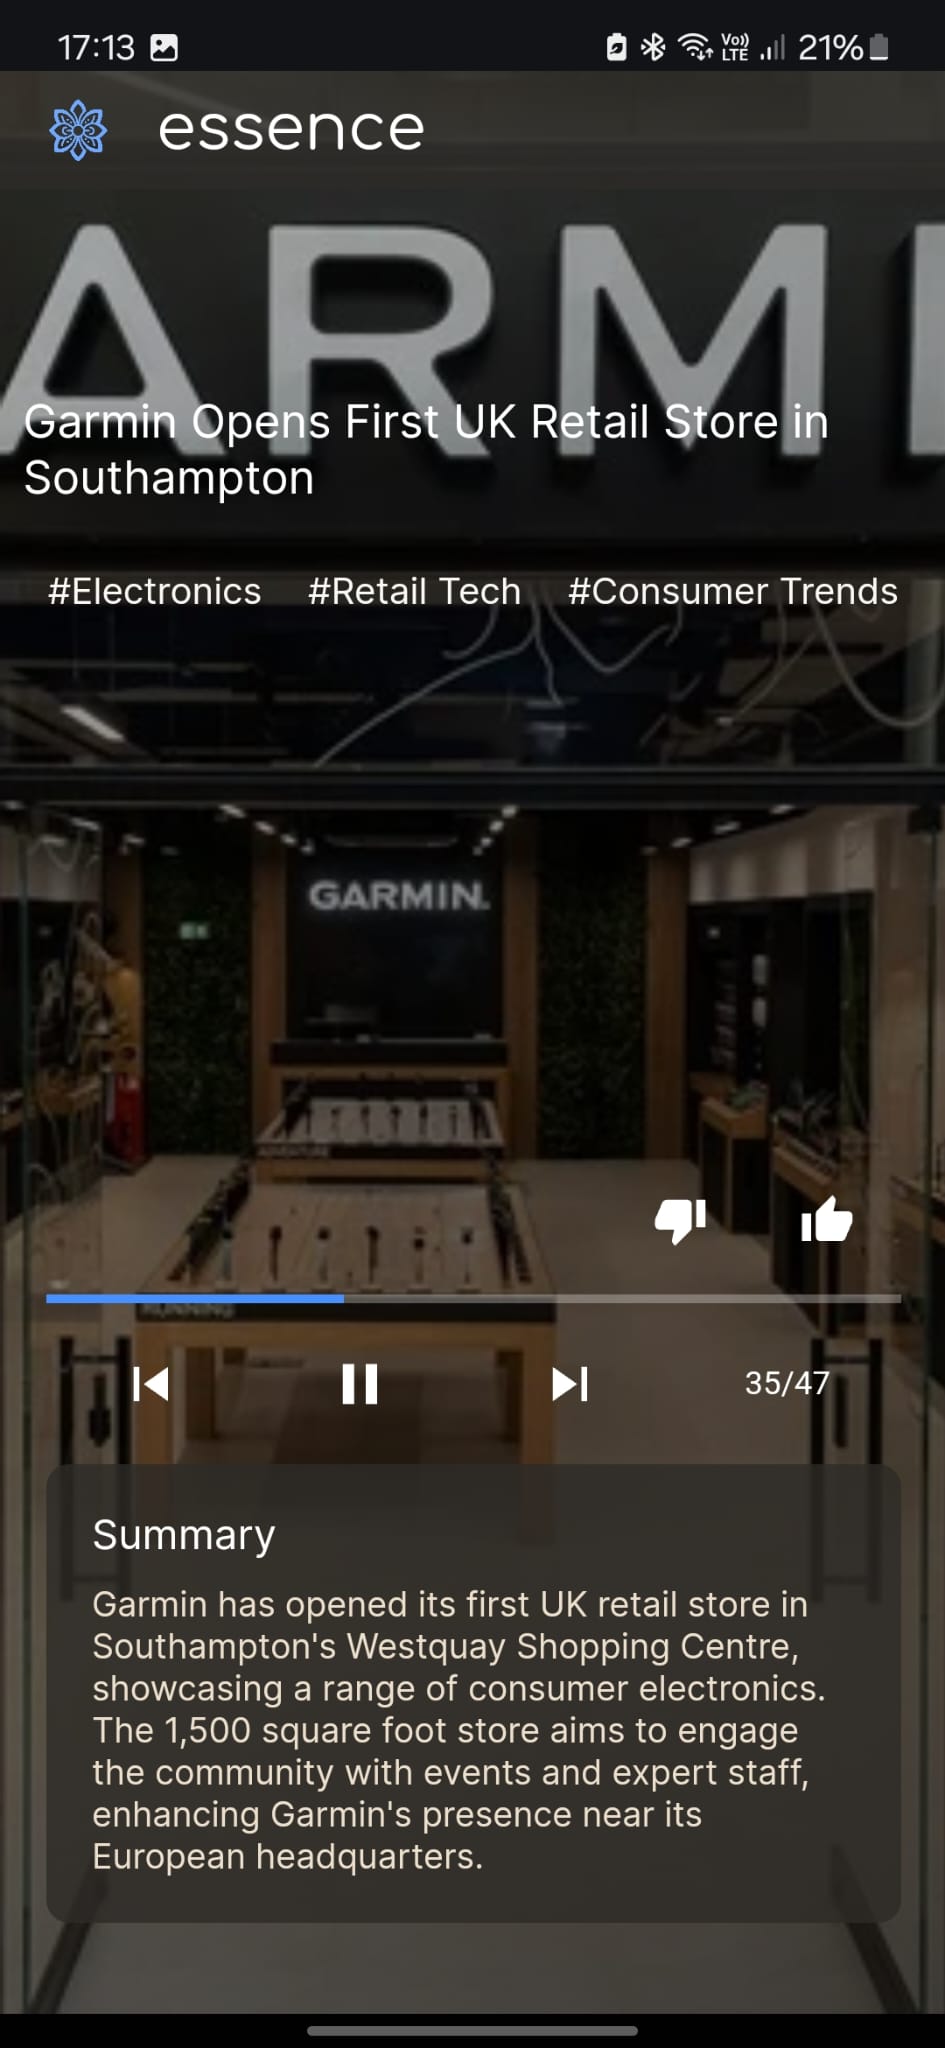 17:13
Vo)) LTE 21%
essence
ARM
Garmin Opens First UK Retail Store in
Southampton
#Electronics #Retail Tech #Consumer Trends
GARMIN.
ADVENTURE
RUNNING
35/47
Summary
Garmin has opened its first UK retail store in
Southampton's Westquay Shopping Centre,
showcasing a range of consumer electronics.
The 1,500 square foot store aims to engage
the community with events and expert staff,
enhancing Garmin's presence near its
European headquarters.